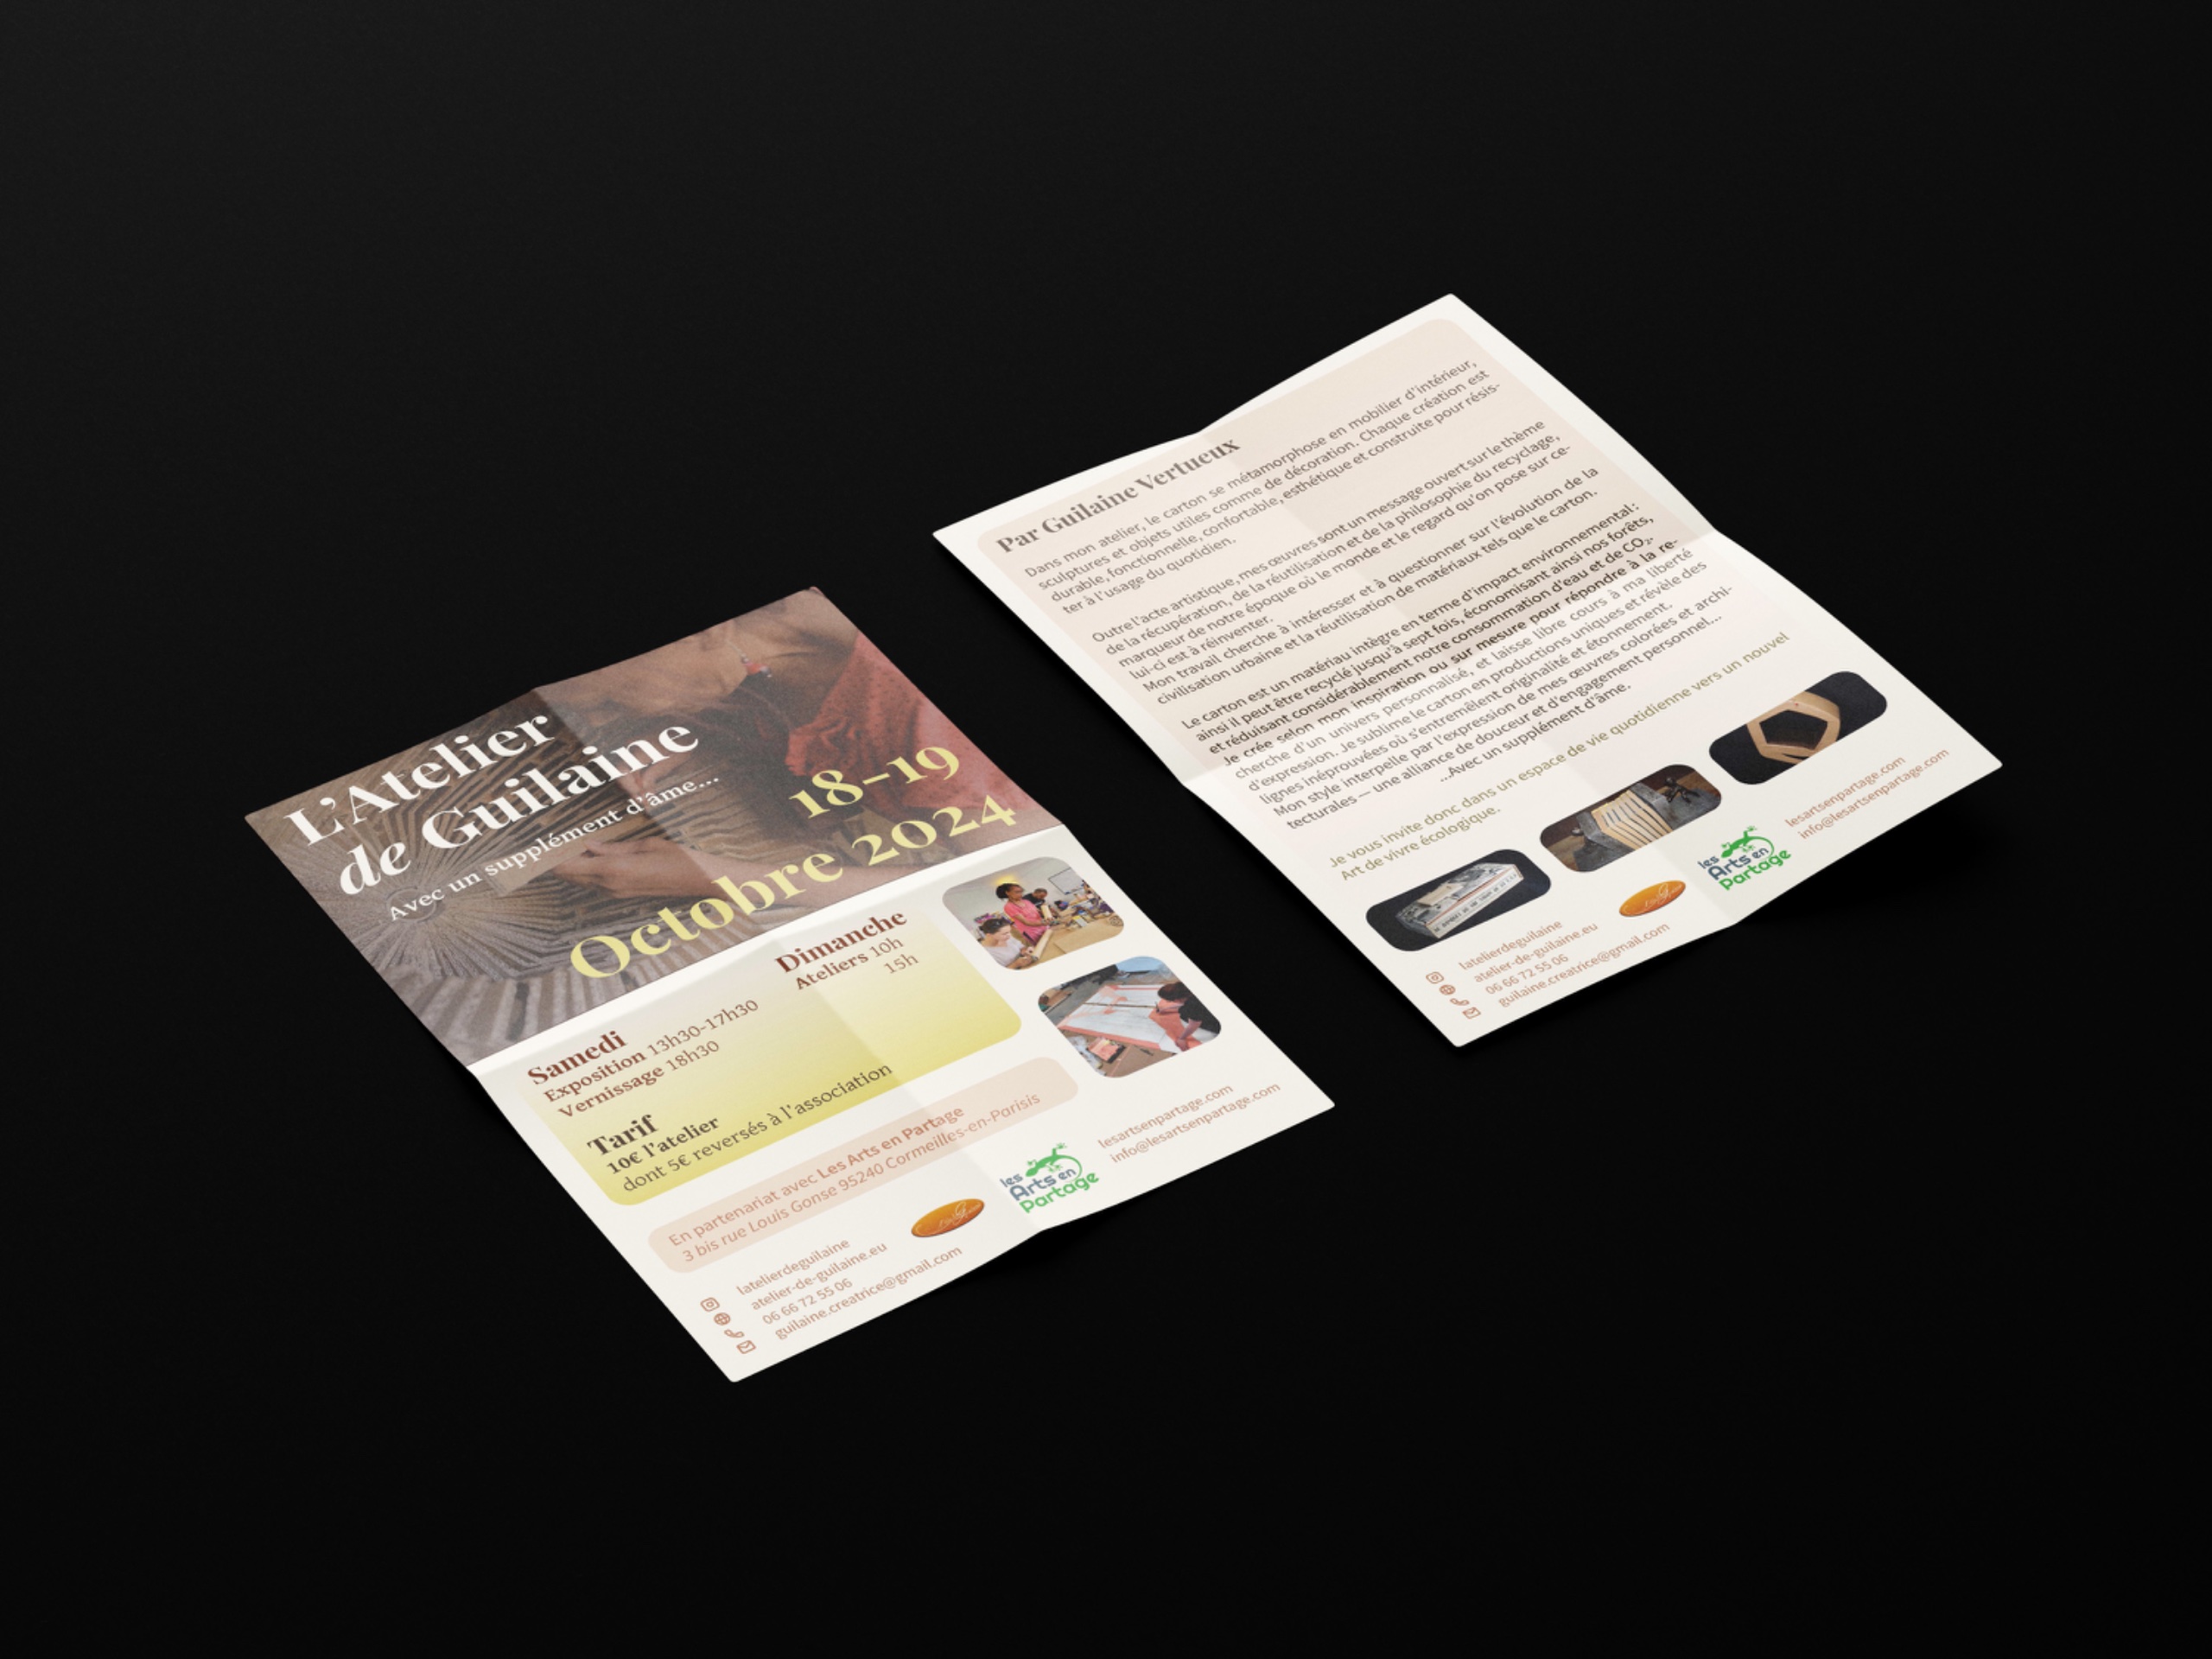 L'Atelier
de Guilaine
Avec un supplément d'âme...
18–19
Octobre 2024
Samedi
Exposition 13h30-17h30
Vernissage 18h30
Dimanche
Ateliers 10h
15h
Tarif
10€ l'atelier
dont 5€ reversés à l'association
En partenariat avec Les Arts en Partage
3 bis rue Louis Gonse 95240 Cormeilles-en-Parisis
latelierdeguilaine
atelier-de-guilaine.eu
06 66 72 55 06
guilaine.creatrice@gmail.com
les
Arts en
Partage
lesartsenpartage.com
info@lesartsenpartage.com
Par Guilaine Vertueux
Dans mon atelier, le carton se métamorphose en mobilier d'intérieur,
sculptures et objets utiles comme de décoration. Chaque création est
durable, fonctionnelle, confortable, esthétique et construite pour résis-
ter à l'usage du quotidien.
Outre l'acte artistique, mes œuvres sont un message ouvert sur le thème
de la récupération, de la réutilisation et de la philosophie du recyclage,
marqueur de notre époque où le monde et le regard qu'on pose sur ce-
lui-ci est à réinventer.
Mon travail cherche à intéresser et à questionner sur l'évolution de la
civilisation urbaine et la réutilisation de matériaux tels que le carton.
Le carton est un matériau intègre en terme d'impact environnemental :
ainsi il peut être recyclé jusqu'à sept fois, économisant ainsi nos forêts,
et réduisant considérablement notre consommation d'eau et de CO₂.
Je crée selon mon inspiration ou sur mesure pour répondre à la re-
cherche d'un univers personnalisé, et laisse libre cours à ma liberté
d'expression. Je sublime le carton en productions uniques et révèle des
lignes inéprouvées où s'entremêlent originalité et étonnement.
Mon style interpelle par l'expression de mes œuvres colorées et archi-
tecturales — une alliance de douceur et d'engagement personnel...
...Avec un supplément d'âme.
Je vous invite donc dans un espace de vie quotidienne vers un nouvel
Art de vivre écologique.
latelierdeguilaine
atelier-de-guilaine.eu
06 66 72 55 06
guilaine.creatrice@gmail.com
les
Arts en
Partage
lesartsenpartage.com
info@lesartsenpartage.com